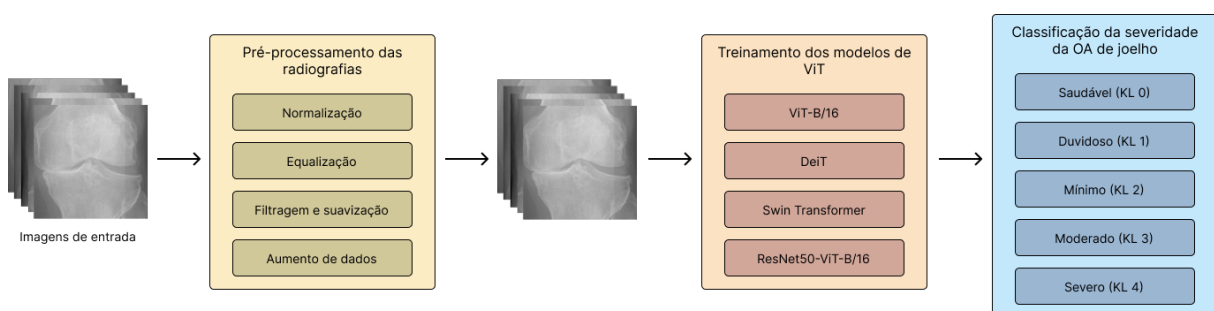 Imagens de entrada
Pré-processamento das
radiografias
Normalização
Equalização
Filtragem e suavização
Aumento de dados
Treinamento dos modelos de
ViT
ViT-B/16
DeiT
Swin Transformer
ResNet50-ViT-B/16
Classificação da severidade
da OA de joelho
Saudável (KL 0)
Duvidoso (KL 1)
Mínimo (KL 2)
Moderado (KL 3)
Severo (KL 4)